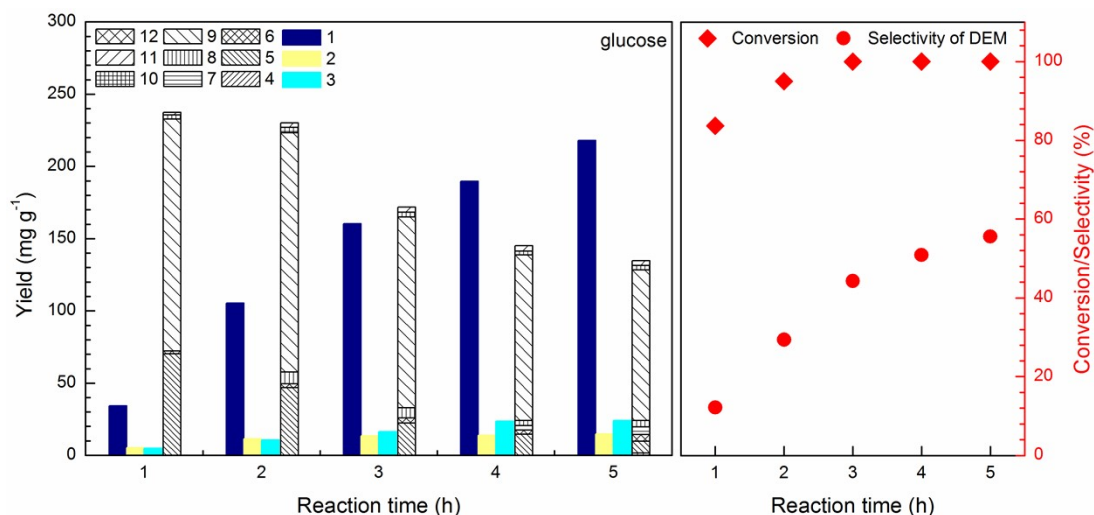 300
250
200
150
100
50
0
Yield (mg g⁻¹)
12 9 6 1
11 8 5 2
10 7 4 3
glucose
1 2 3 4 5
Reaction time (h)
Conversion Selectivity of DEM
100
80
60
40
20
0
Conversion/Selectivity (%)
1 2 3 4 5
Reaction time (h)